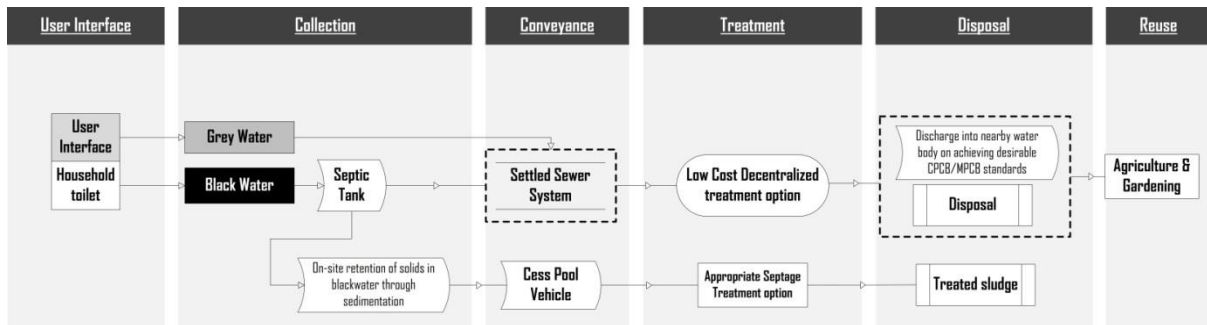 User Interface
Collection
Conveyance
Treatment
Disposal
Reuse
User
Interface
Household
toilet
Grey Water
Black Water
Septic
Tank
On-site retention of solids in
blackwater through
sedimentation
Settled Sewer
System
Cess Pool
Vehicle
Low Cost Decentralized
treatment option
Appropriate Septage
Treatment option
Discharge into nearby water
body on achieving desirable
CPCB/MPCB standards
Disposal
Treated sludge
Agriculture &
Gardening